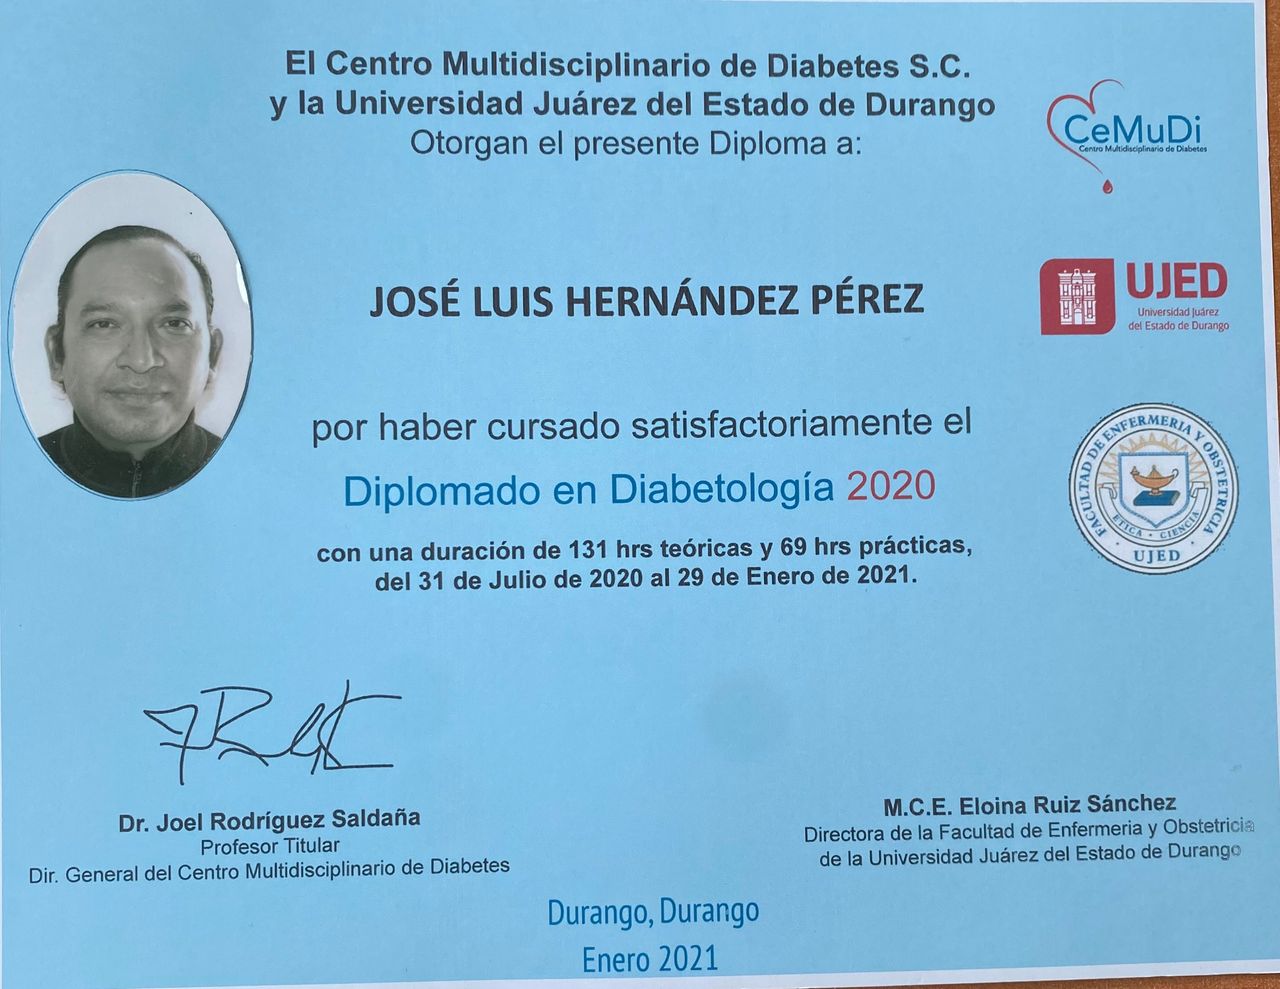 El Centro Multidisciplinario de Diabetes S.C.
y la Universidad Juárez del Estado de Durango
Otorgan el presente Diploma a:
CeMuDi
Centro Multidisciplinario de Diabetes
JOSÉ LUIS HERNÁNDEZ PÉREZ
UJED
Universidad Juárez
del Estado de Durango
por haber cursado satisfactoriamente el
Diplomado en Diabetología 2020
con una duración de 131 hrs teóricas y 69 hrs prácticas,
del 31 de Julio de 2020 al 29 de Enero de 2021.
FACULTAD DE ENFERMERIA Y OBSTETRICIA
ETICA • CIENCIA
• UJED •
Dr. Joel Rodríguez Saldaña
Profesor Titular
Dir. General del Centro Multidisciplinario de Diabetes
M.C.E. Eloina Ruiz Sánchez
Directora de la Facultad de Enfermeria y Obstetricia
de la Universidad Juárez del Estado de Durango
Durango, Durango
Enero 2021